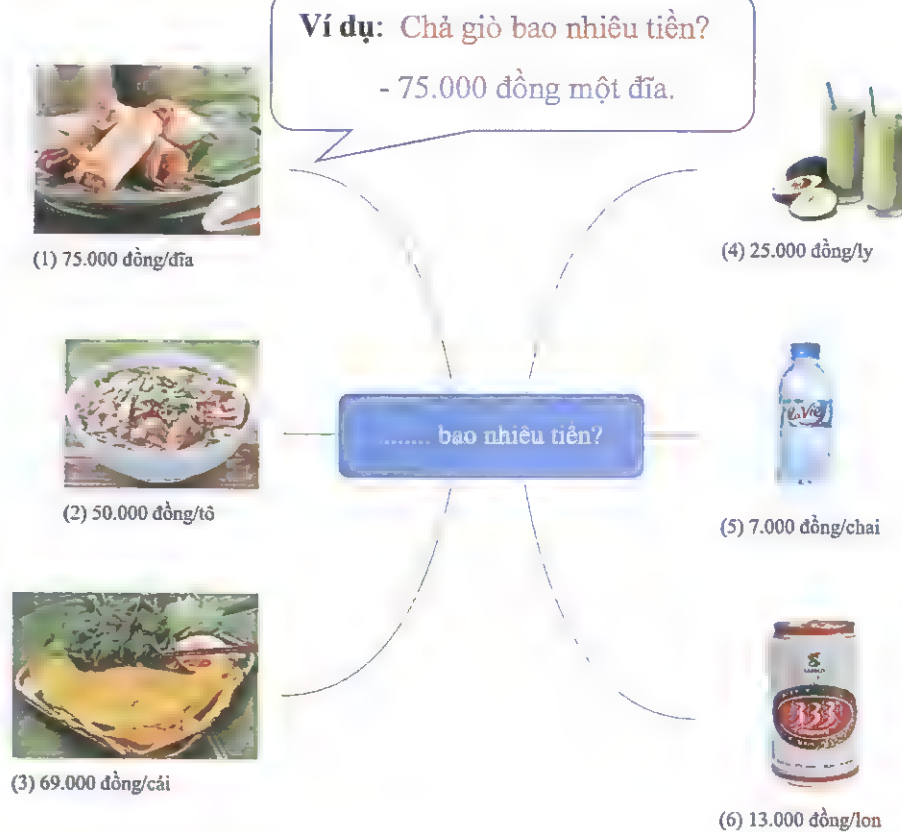 Ví dụ: Chả giò bao nhiêu tiền?
- 75.000 đồng một đĩa.
(1) 75.000 đồng/đĩa
(2) 50.000 đồng/tô
(3) 69.000 đồng/cái
........ bao nhiêu tiền?
(4) 25.000 đồng/ly
LaVie
(5) 7.000 đồng/chai
333
(6) 13.000 đồng/lon